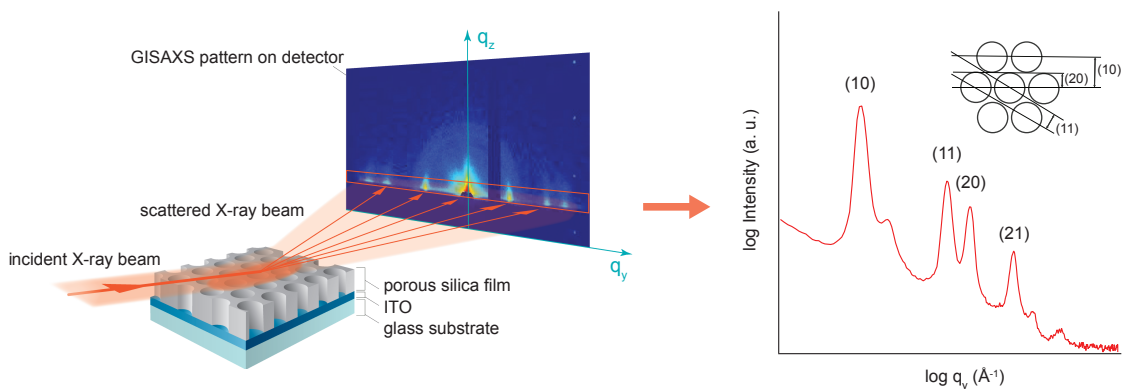 GISAXS pattern on detector
q_z
scattered X-ray beam
incident X-ray beam
q_y
porous silica film
ITO
glass substrate
log Intensity (a. u.)
(10)
(11)
(20)
(21)
(10)
(20)
(11)
log q_y (Å⁻¹)